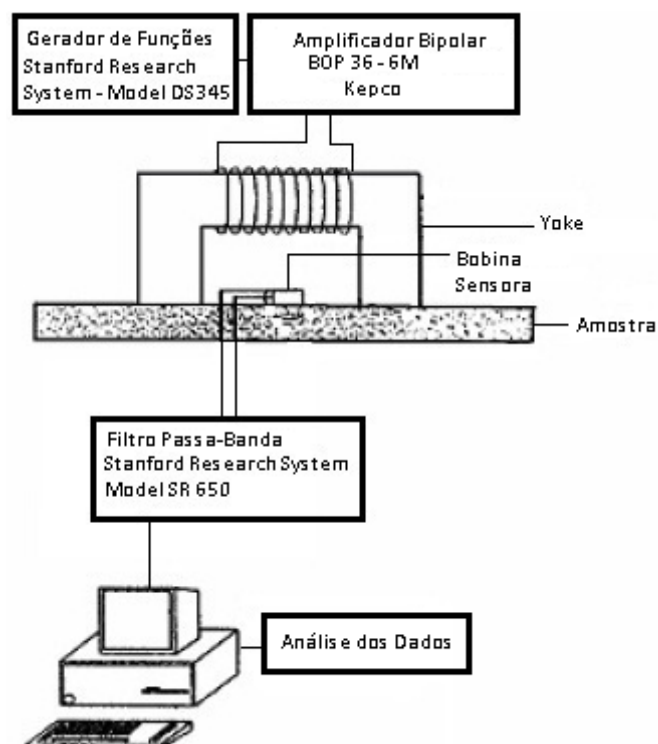 Gerador de Funções
Stanford Research
System - Model DS345
Amplificador Bipolar
BOP 36 - 6M
Kepco
Yoke
Bobina
Sensora
Amostra
Filtro Passa-Banda
Stanford Research System
Model SR 650
Análise dos Dados